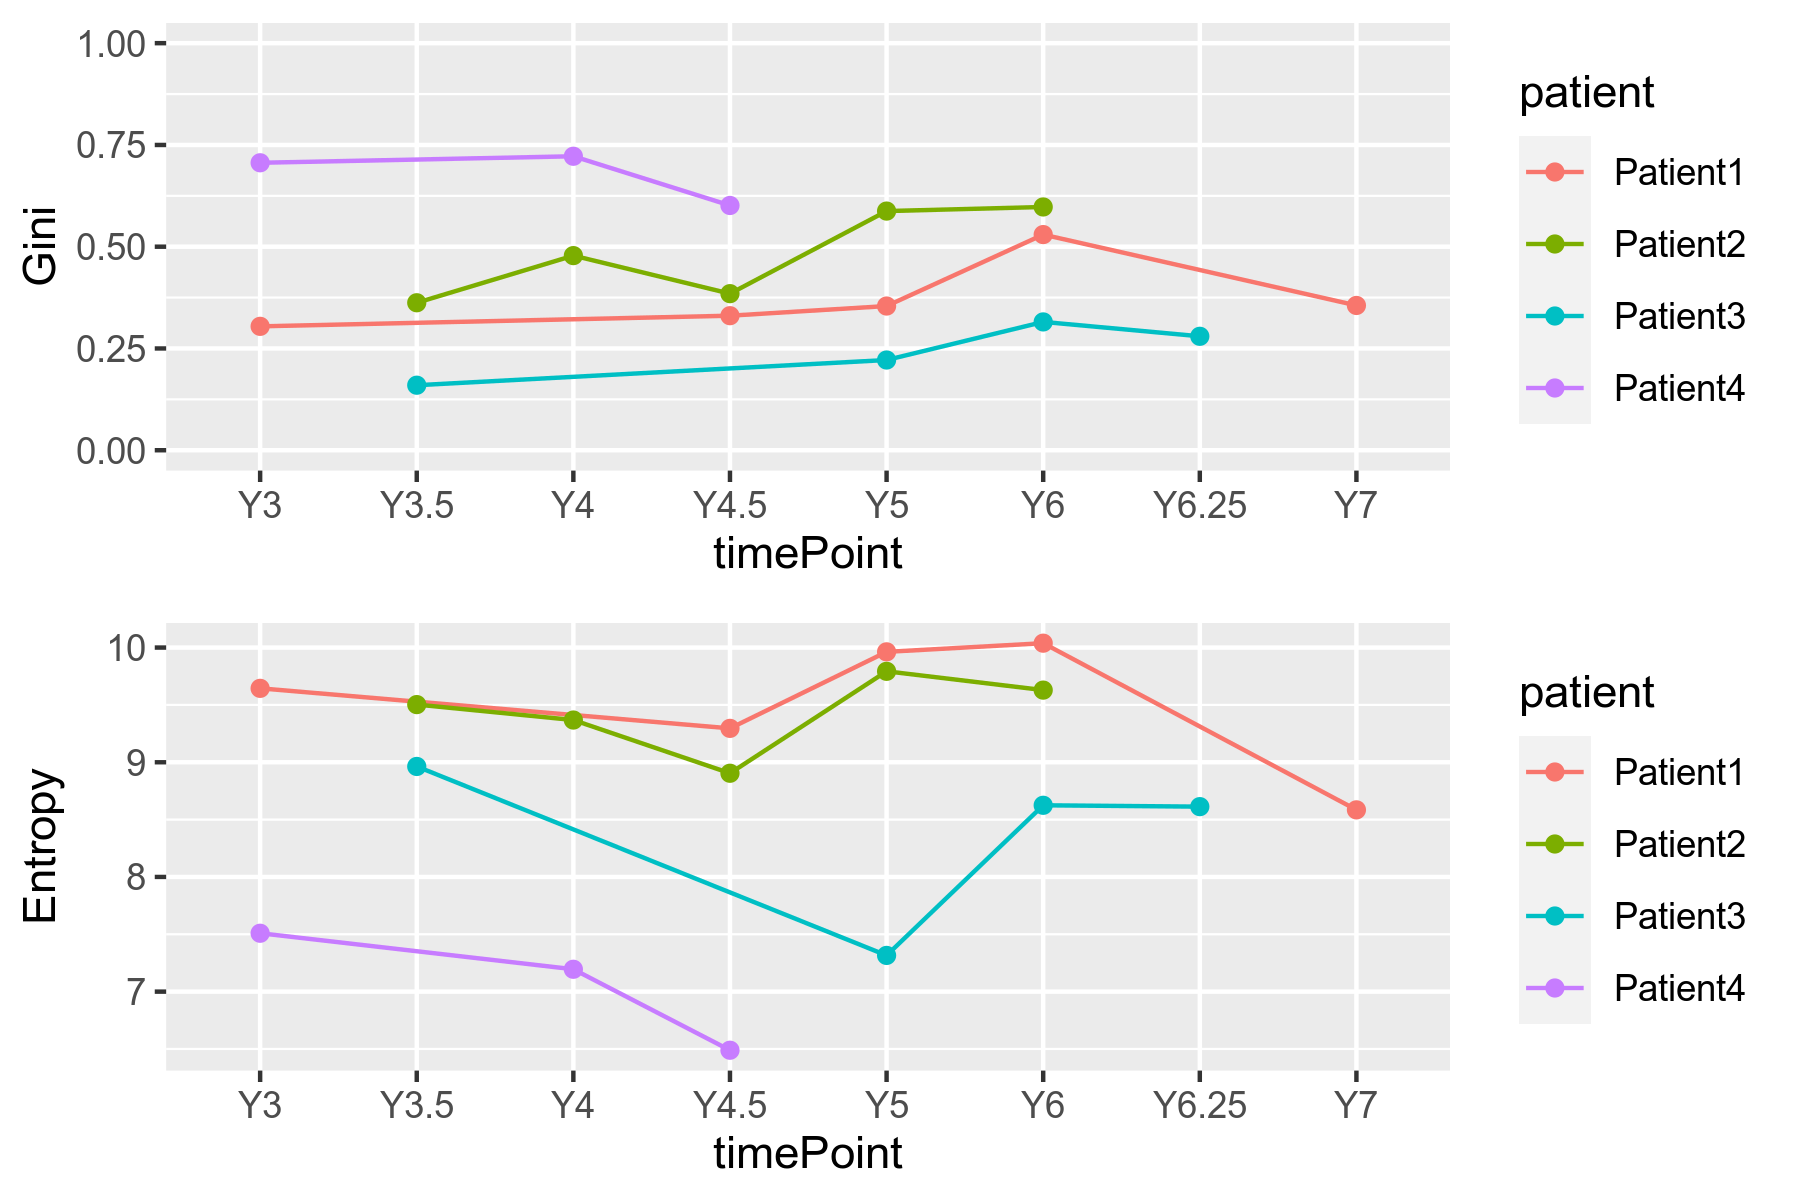 Gini
1.00
0.75
0.50
0.25
0.00
Y3 Y3.5 Y4 Y4.5 Y5 Y6 Y6.25 Y7
timePoint
patient
Patient1
Patient2
Patient3
Patient4
Entropy
10
9
8
7
Y3 Y3.5 Y4 Y4.5 Y5 Y6 Y6.25 Y7
timePoint
patient
Patient1
Patient2
Patient3
Patient4